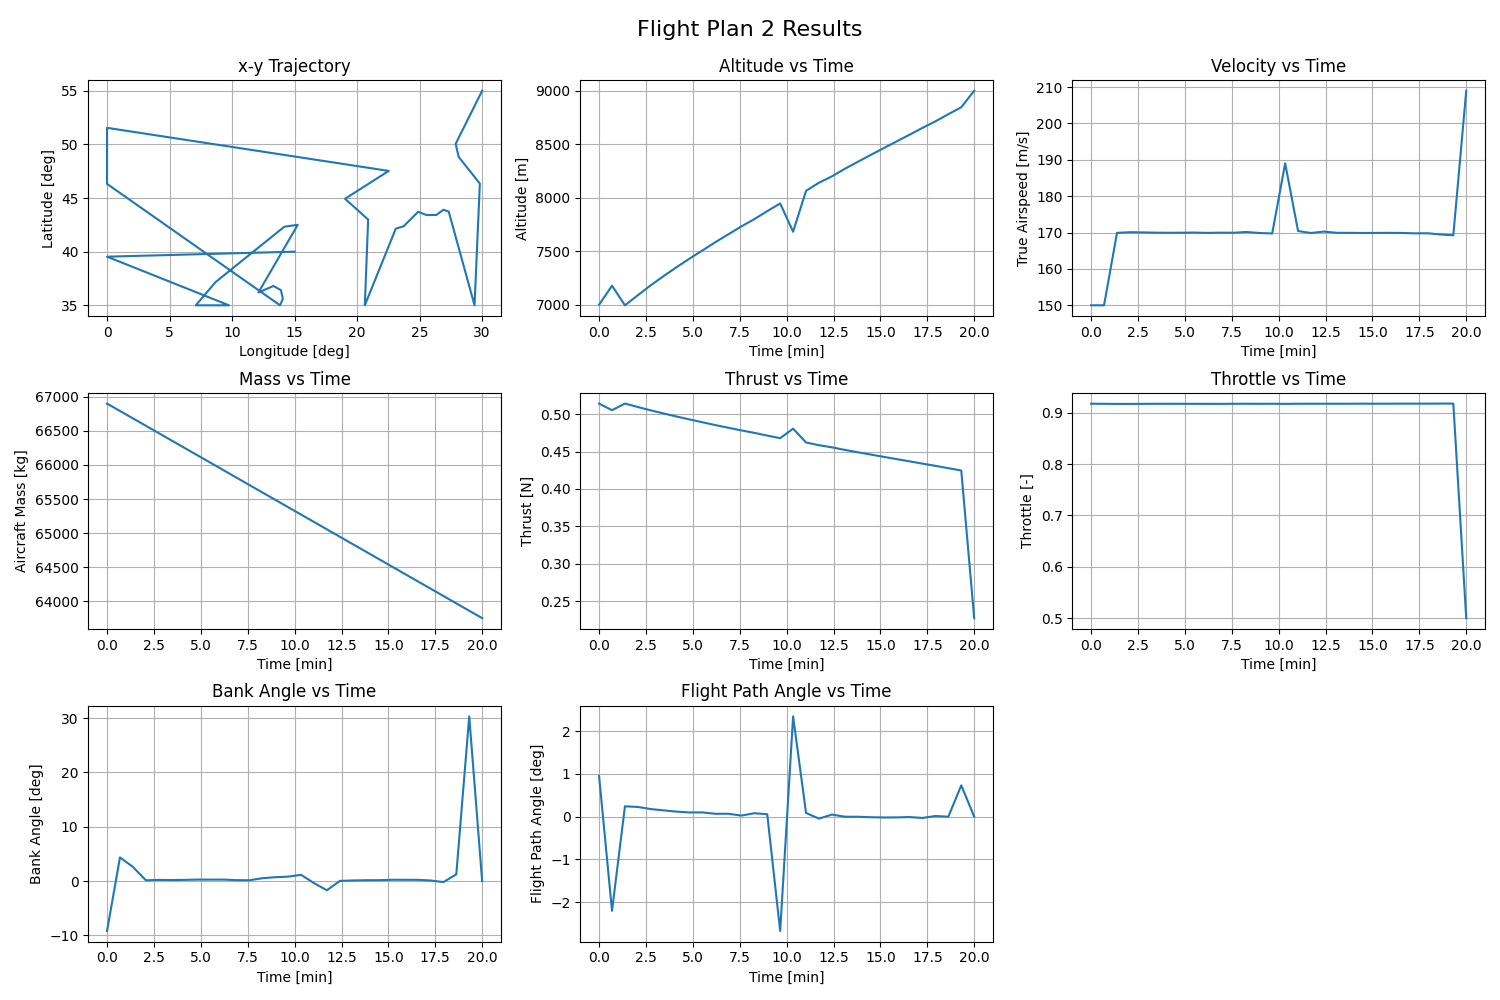 Flight Plan 2 Results
x-y Trajectory
55
50
45
40
35
Latitude [deg]
0 5 10 15 20 25 30
Longitude [deg]
Altitude vs Time
9000
8500
8000
7500
7000
Altitude [m]
0.0 2.5 5.0 7.5 10.0 12.5 15.0 17.5 20.0
Time [min]
Velocity vs Time
210
200
190
180
170
160
150
True Airspeed [m/s]
0.0 2.5 5.0 7.5 10.0 12.5 15.0 17.5 20.0
Time [min]
Mass vs Time
67000
66500
66000
65500
65000
64500
64000
Aircraft Mass [kg]
0.0 2.5 5.0 7.5 10.0 12.5 15.0 17.5 20.0
Time [min]
Thrust vs Time
0.50
0.45
0.40
0.35
0.30
0.25
Thrust [N]
0.0 2.5 5.0 7.5 10.0 12.5 15.0 17.5 20.0
Time [min]
Throttle vs Time
0.9
0.8
0.7
0.6
0.5
Throttle [-]
0.0 2.5 5.0 7.5 10.0 12.5 15.0 17.5 20.0
Time [min]
Bank Angle vs Time
30
20
10
0
−10
Bank Angle [deg]
0.0 2.5 5.0 7.5 10.0 12.5 15.0 17.5 20.0
Time [min]
Flight Path Angle vs Time
2
1
0
−1
−2
Flight Path Angle [deg]
0.0 2.5 5.0 7.5 10.0 12.5 15.0 17.5 20.0
Time [min]